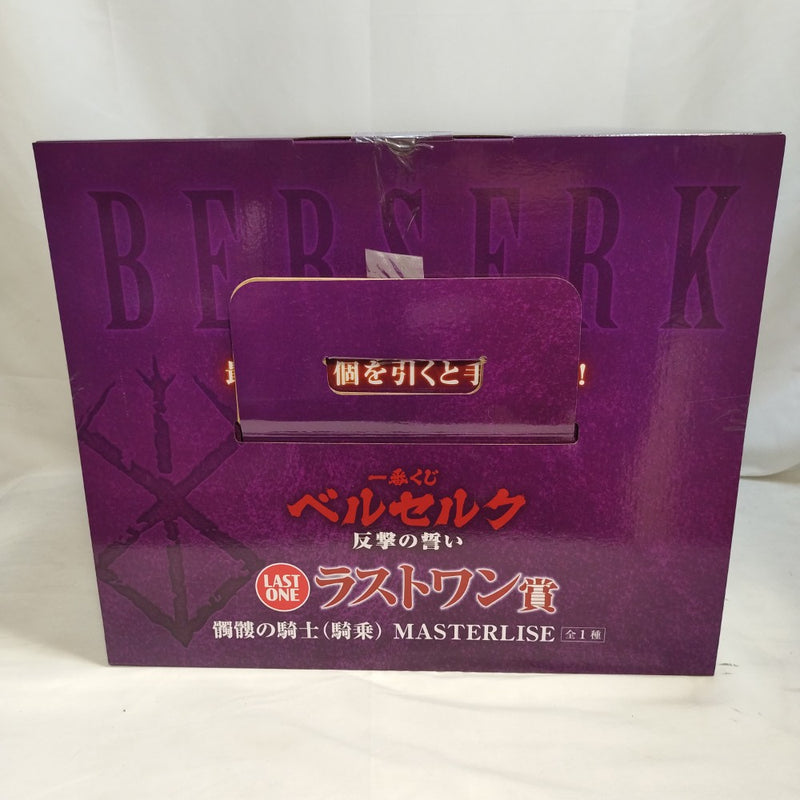 BERSERK
個を引くと
!
一番くじ
ベルセルク
反撃の誓い
LAST
ONE
ラストワン賞
髑髏の騎士(騎乗) MASTERLISE 全1種